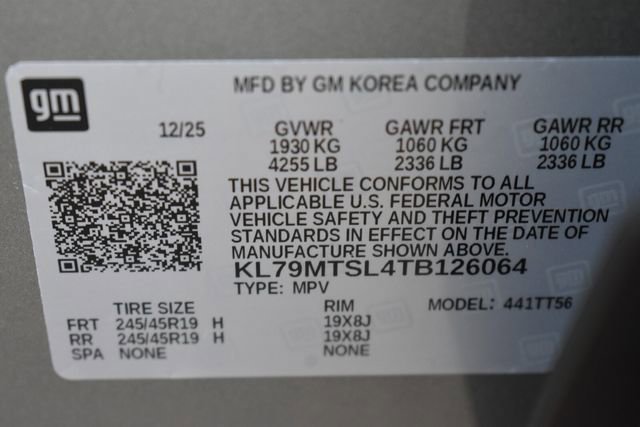 gm
MFD BY GM KOREA COMPANY
12/25 GVWR GAWR FRT GAWR RR
1930 KG 1060 KG 1060 KG
4255 LB 2336 LB 2336 LB
THIS VEHICLE CONFORMS TO ALL
APPLICABLE U.S. FEDERAL MOTOR
VEHICLE SAFETY AND THEFT PREVENTION
STANDARDS IN EFFECT ON THE DATE OF
MANUFACTURE SHOWN ABOVE.
KL79MTSL4TB126064
TYPE: MPV
TIRE SIZE RIM MODEL: 441TT56
FRT 245/45R19 H 19X8J
RR 245/45R19 H 19X8J
SPA NONE NONE